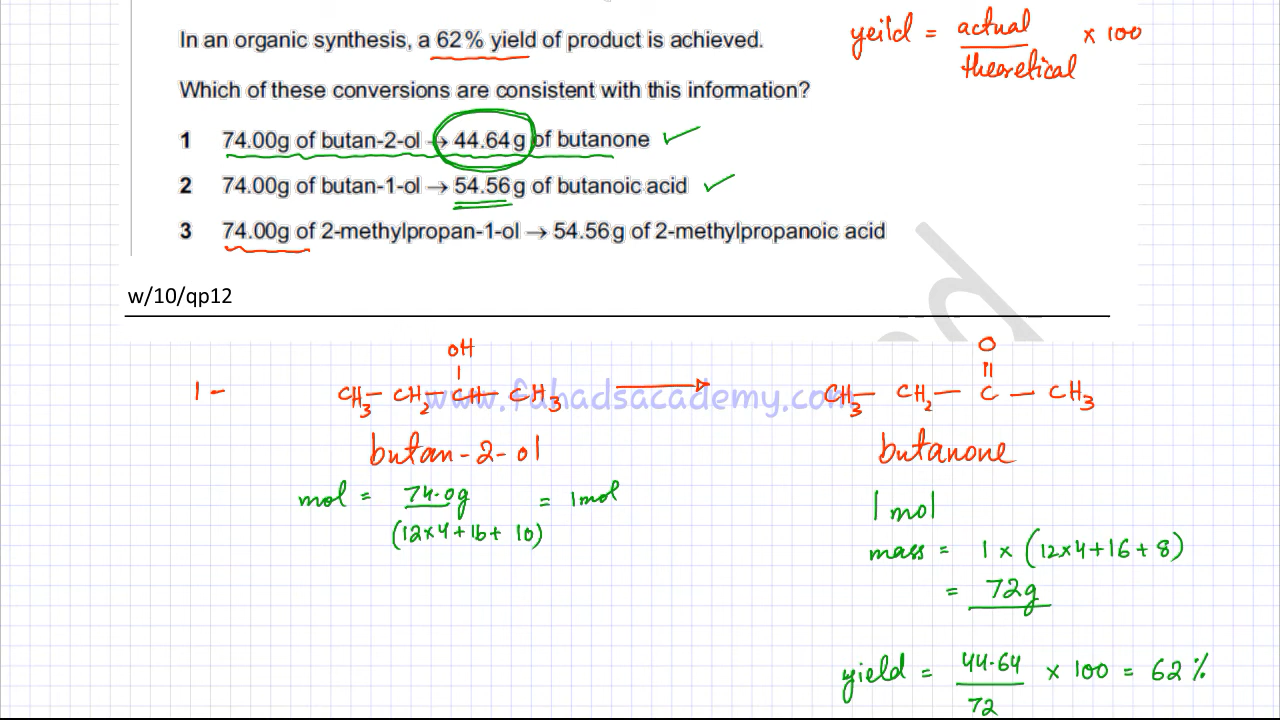 In an organic synthesis, a 62% yield of product is achieved.
yeild = actual / theoretical × 100
Which of these conversions are consistent with this information?
1 74.00g of butan-2-ol → 44.64g of butanone ✓
2 74.00g of butan-1-ol → 54.56g of butanoic acid ✓
3 74.00g of 2-methylpropan-1-ol → 54.56g of 2-methylpropanoic acid
w/10/qp12
OH
O
1 - CH₃ - CH₂ - CH - CH₃ → CH₃ - CH₂ - C - CH₃
www.fahadsacademy.com
butan-2-ol
butanone
mol = 74.0g / (12×4+16+10) = 1mol
1 mol
mass = 1 × (12×4+16+8)
= 72g
yield = 44.64 / 72 × 100 = 62%